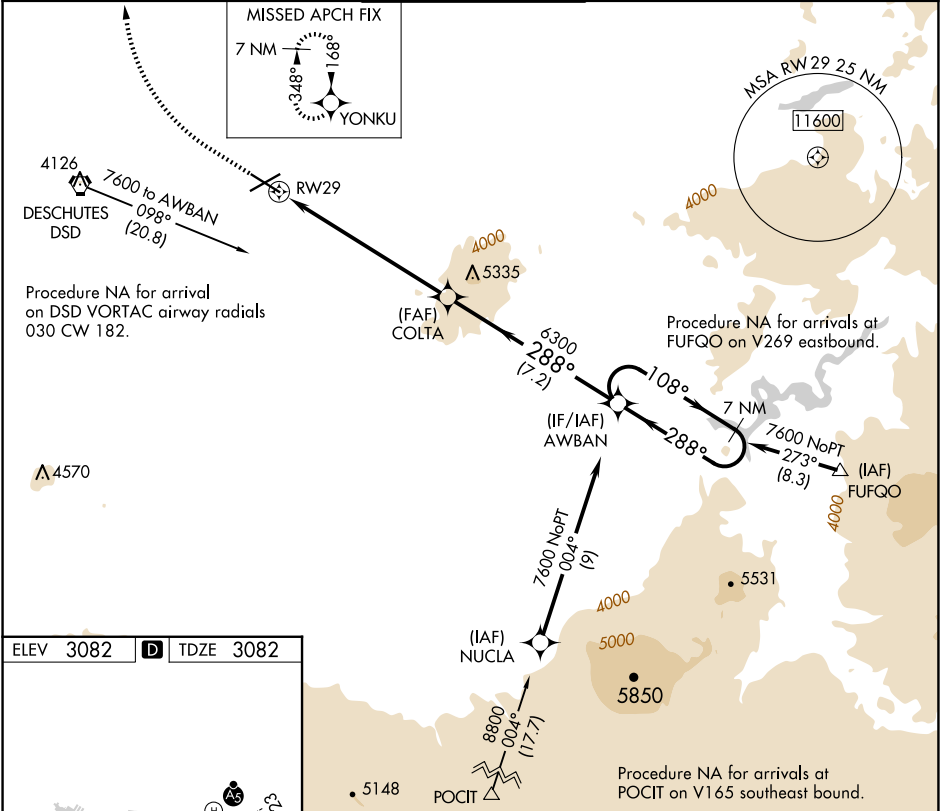 MISSED APCH FIX
7 NM
348°
168°
YONKU
MSA RW29 25 NM
11600
4126
DESCHUTES
DSD
7600 to AWBAN
098°
(20.8)
RW29
4000
4000
5335
Procedure NA for arrival
on DSD VORTAC airway radials
030 CW 182.
(FAF)
COLTA
6300
288°
(7.2)
Procedure NA for arrivals at
FUFQO on V269 eastbound.
108°
7 NM
288°
(IF/IAF)
AWBAN
7600 NoPT
273°
(8.3)
(IAF)
FUFQO
4000
4570
7600 NoPT
004°
(9)
5531
4000
5000
(IAF)
NUCLA
5850
ELEV 3082 D TDZE 3082
8800
004°
(17.7)
POCIT
5148
Procedure NA for arrivals at
POCIT on V165 southeast bound.
A5
H